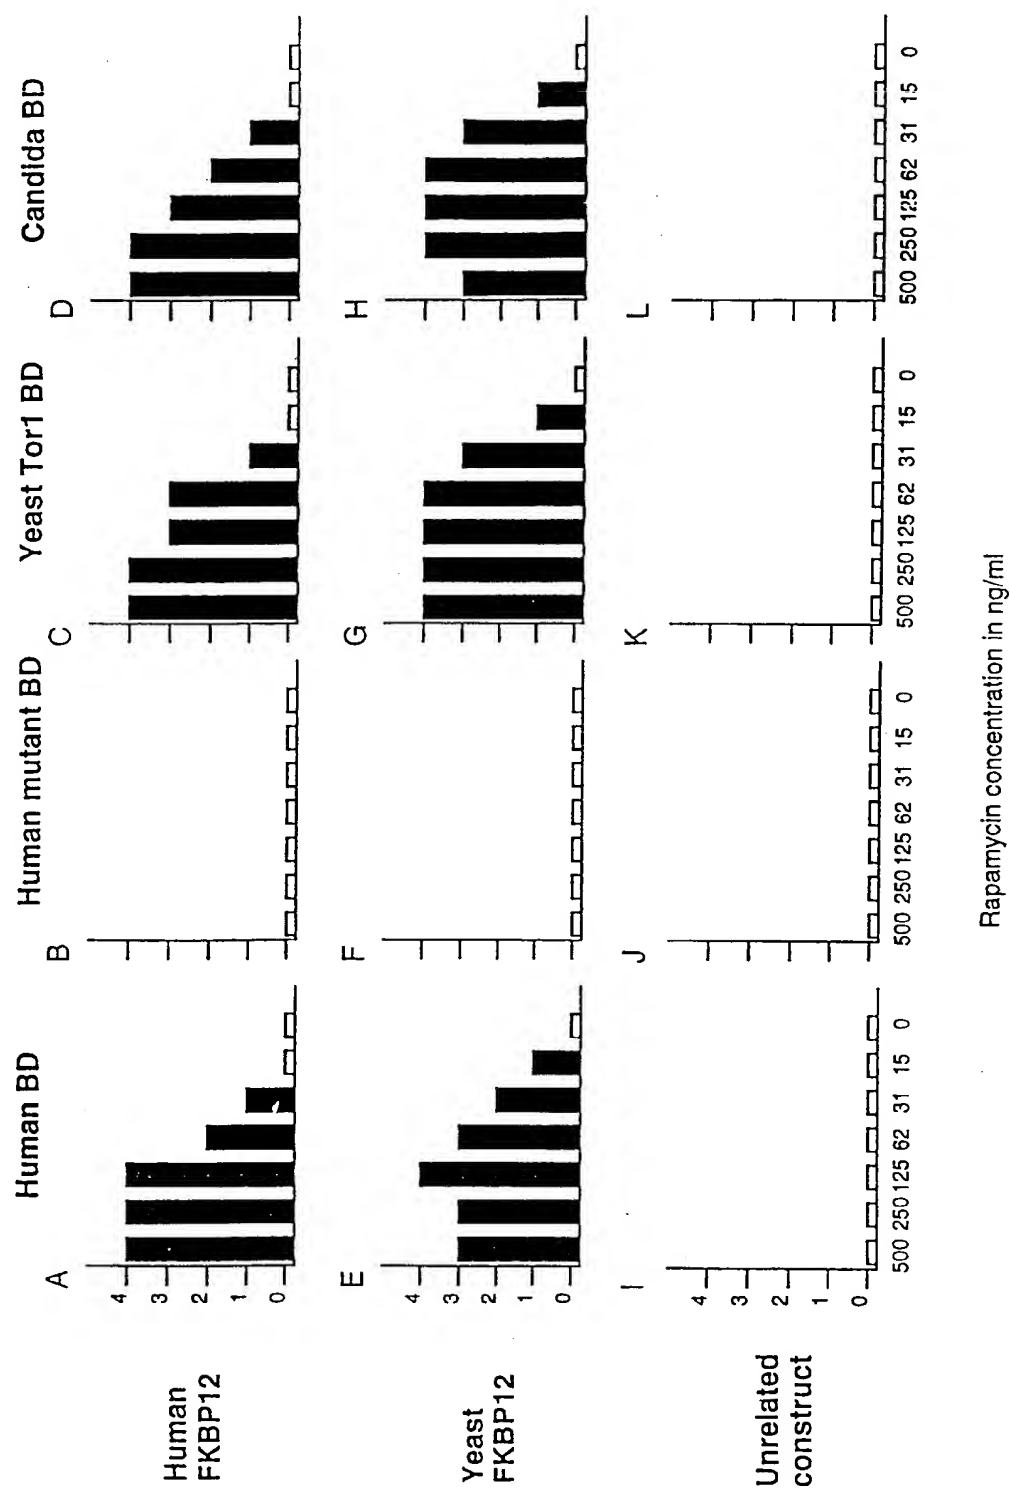 Human BD
Human mutant BD
Yeast Tor1 BD
Candida BD
Human
FKBP12
A
4
3
2
1
0
B
C
D
Yeast
FKBP12
E
4
3
2
1
0
F
G
H
Unrelated
construct
I
4
3
2
1
0
J
K
L
500 250 125 62 31 15 0
500 250 125 62 31 15 0
500 250 125 62 31 15 0
500 250 125 62 31 15 0
Rapamycin concentration in ng/ml